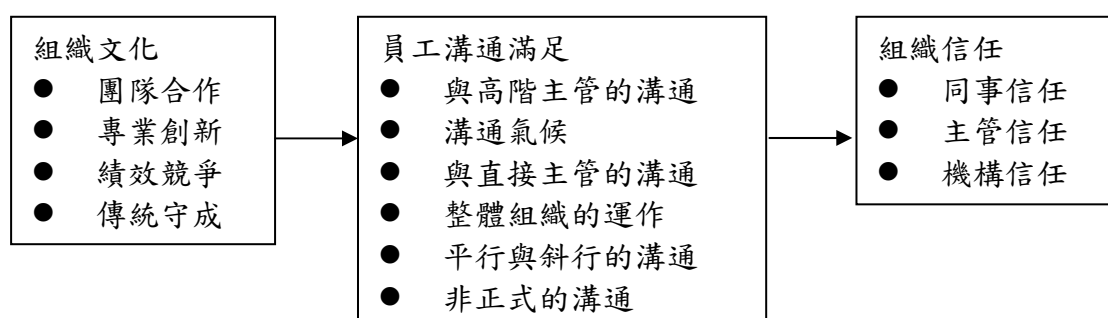 組織文化
● 團隊合作
● 專業創新
● 績效競爭
● 傳統守成
員工溝通滿足
● 與高階主管的溝通
● 溝通氣候
● 與直接主管的溝通
● 整體組織的運作
● 平行與斜行的溝通
● 非正式的溝通
組織信任
● 同事信任
● 主管信任
● 機構信任